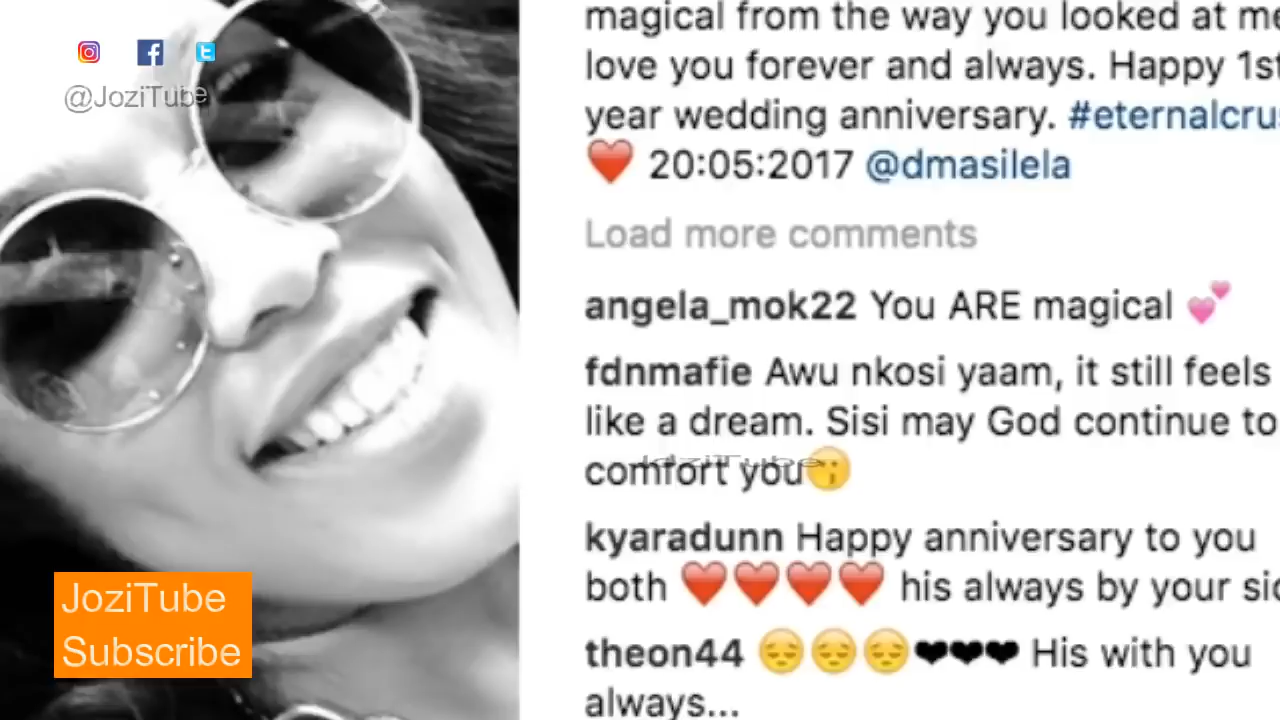 @JoziTube
magical from the way you looked at me
love you forever and always. Happy 1st
year wedding anniversary. #eternalcrus
❤️ 20:05:2017 @dmasilela
Load more comments
angela_mok22 You ARE magical 💕
fdnmafie Awu nkosi yaam, it still feels
like a dream. Sisi may God continue to
comfort you😙
JoziTube
kyaradunn Happy anniversary to you
both ❤️❤️❤️❤️ his always by your sid
theon44 😔😔😔❤❤❤ His with you
always...
JoziTube
Subscribe